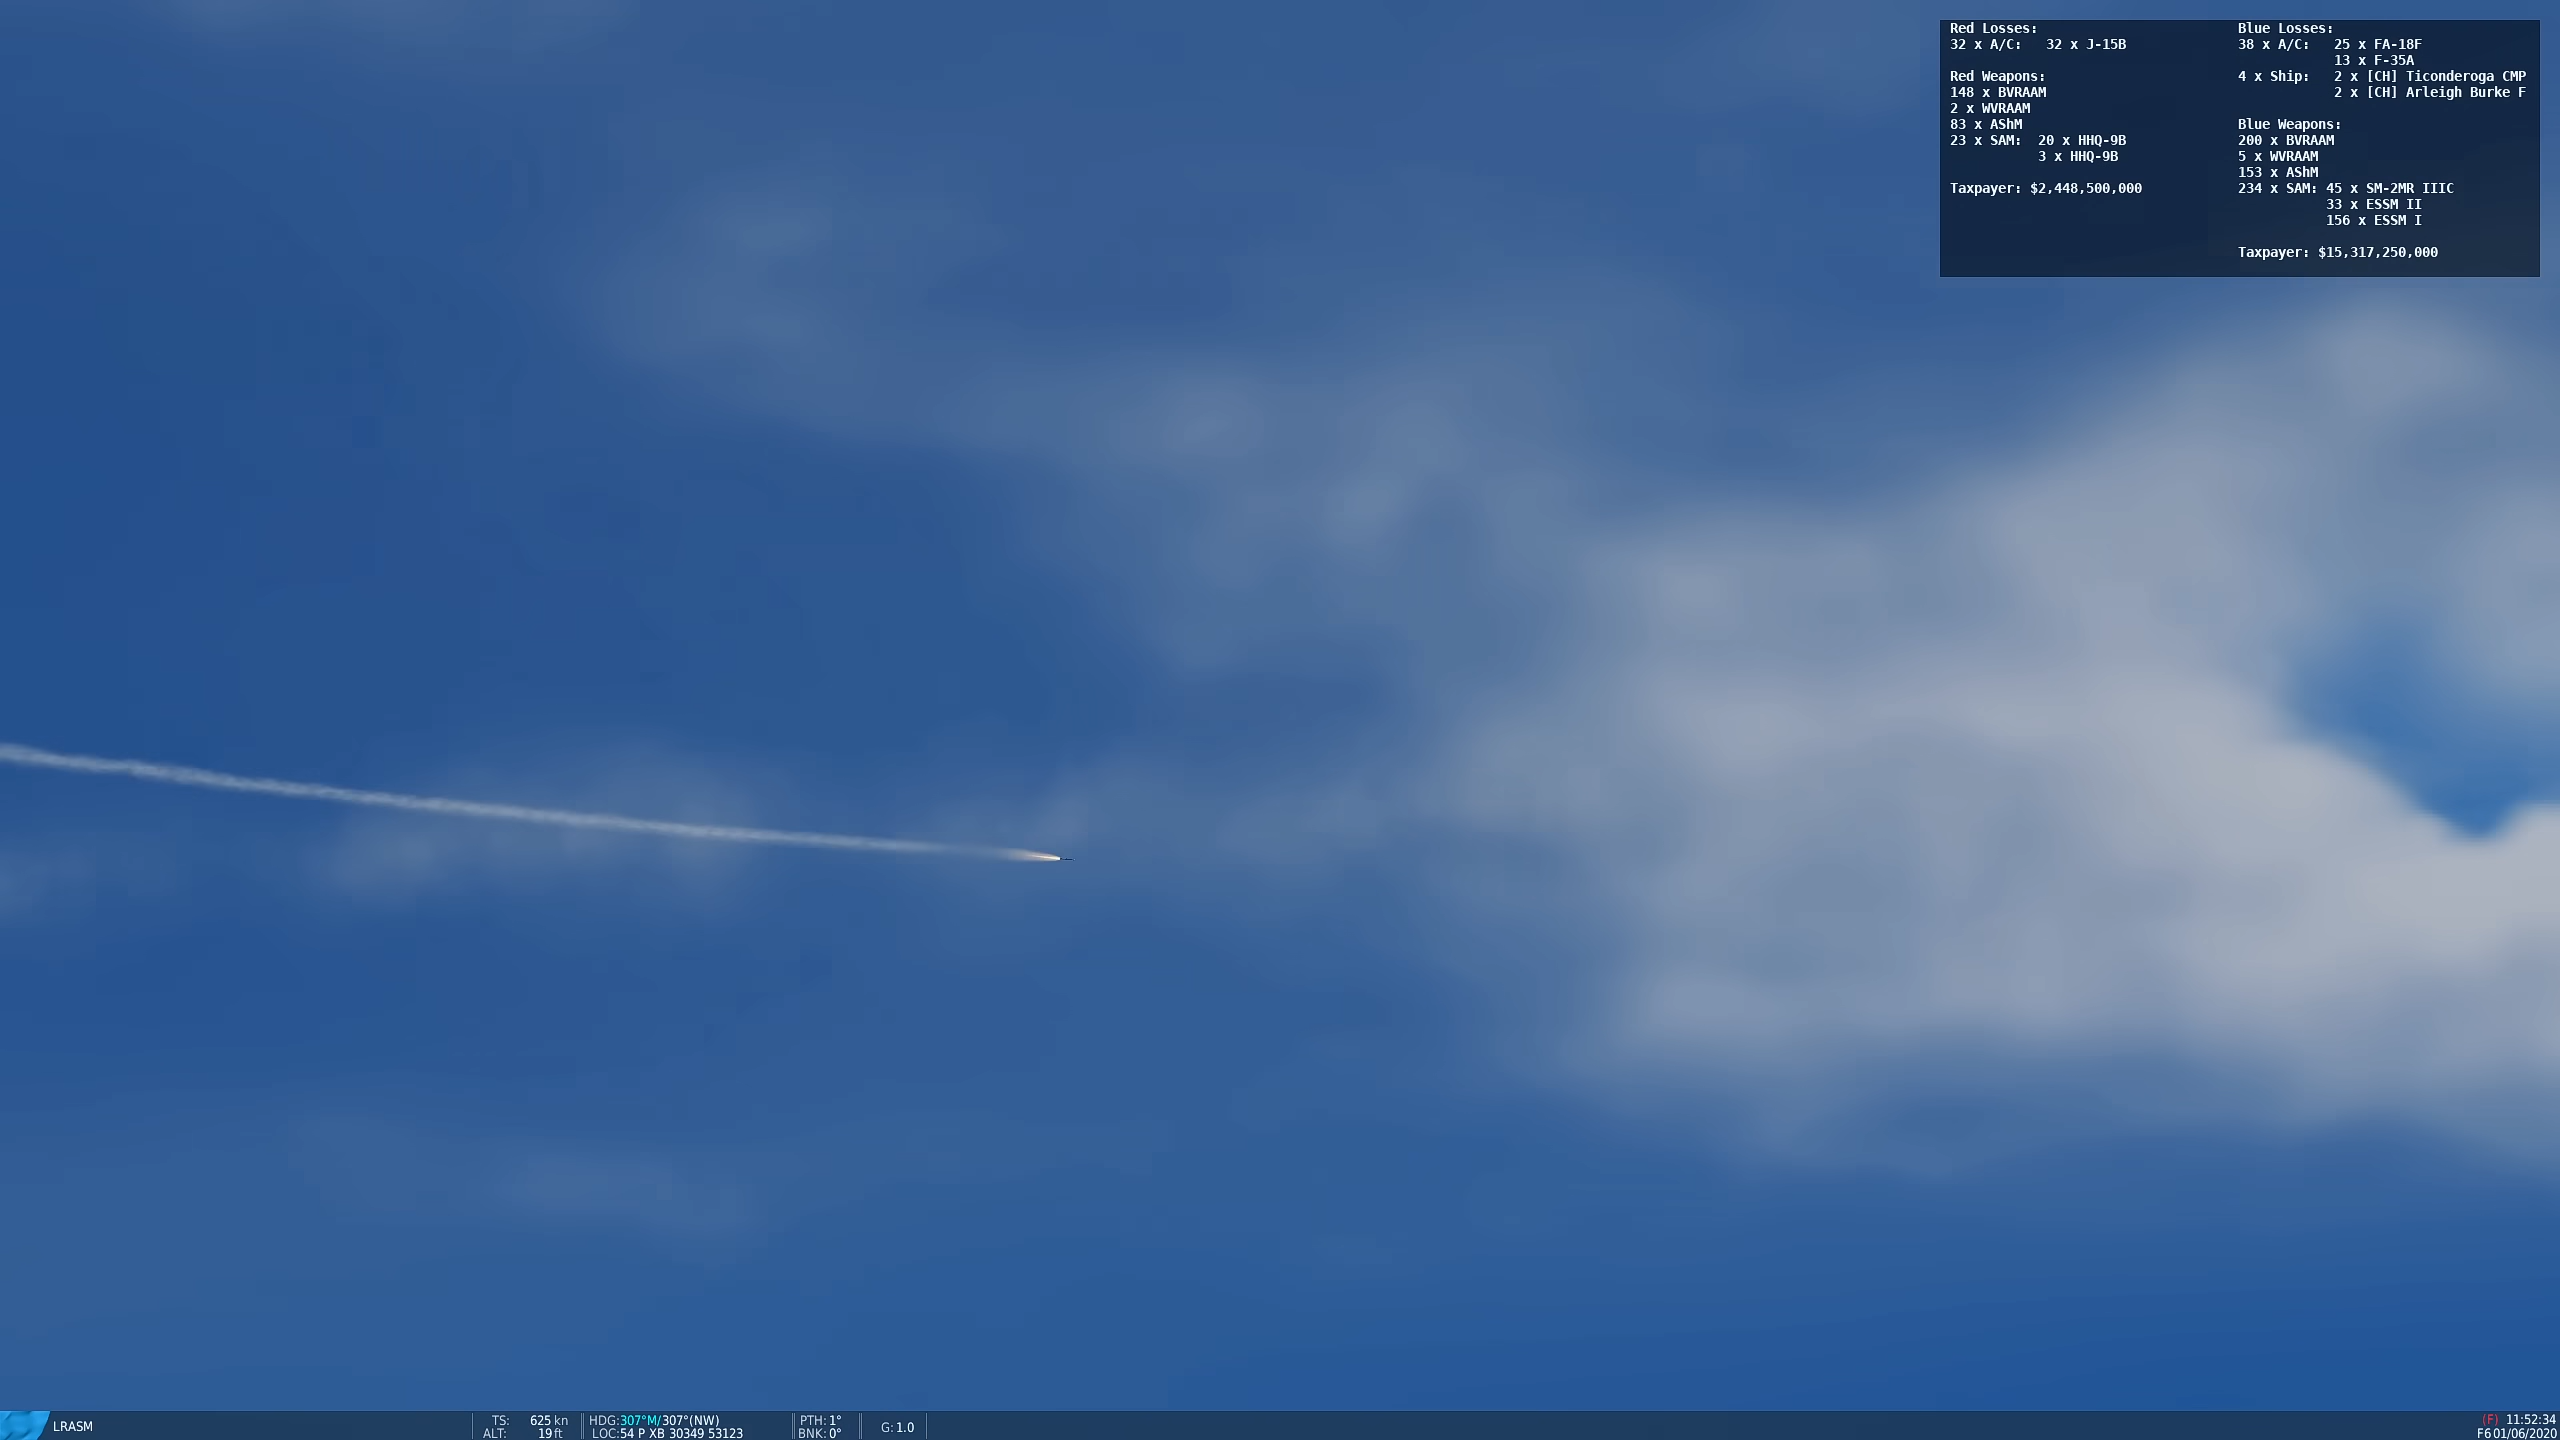 Red Losses:
32 x A/C: 32 x J-15B
Red Weapons:
148 x BVRAAM
2 x WVRAAM
83 x AShM
23 x SAM: 20 x HHQ-9B
3 x HHQ-9B
Taxpayer: $2,448,500,000
Blue Losses:
38 x A/C: 25 x FA-18F
13 x F-35A
4 x Ship: 2 x [CH] Ticonderoga CMP
2 x [CH] Arleigh Burke F
Blue Weapons:
200 x BVRAAM
5 x WVRAAM
153 x AShM
234 x SAM: 45 x SM-2MR IIIC
33 x ESSM II
156 x ESSM I
Taxpayer: $15,317,250,000
LRASM
TS: 625 kn
ALT: 19 ft
HDG:307°M/307°(NW)
LOC:54 P XB 30349 53123
PTH: 1°
BNK: 0°
G: 1.0
(F) 11:52:34
F6 01/06/2020